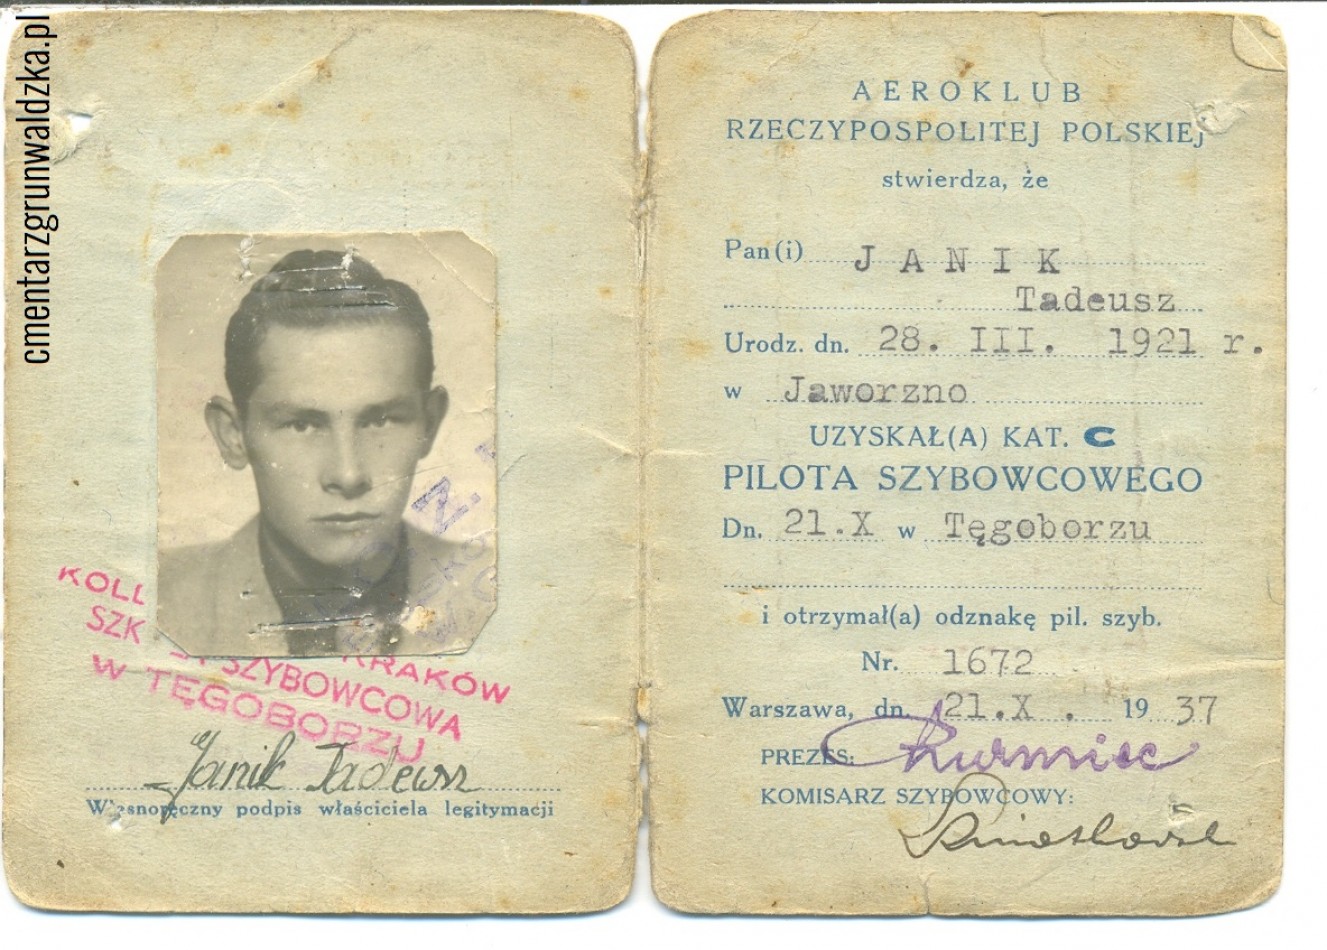 cmentarzgrunwaldzka.pl
KOLL KRAKÓW
SZK SZYBOWCOWA
W TĘGOBORZU
Janik Tadeusz
Własnoręczny podpis właściciela legitymacji
AEROKLUB
RZECZYPOSPOLITEJ POLSKIEJ
stwierdza, że
Pan(i) JANIK
Tadeusz
Urodz. dn. 28. III. 1921 r.
w Jaworzno
UZYSKAŁ(A) KAT. C
PILOTA SZYBOWCOWEGO
Dn. 21.X w Tęgoborzu
i otrzymał(a) odznakę pil. szyb.
Nr. 1672
Warszawa, dn. 21.X. 1937
PREZES:
KOMISARZ SZYBOWCOWY: